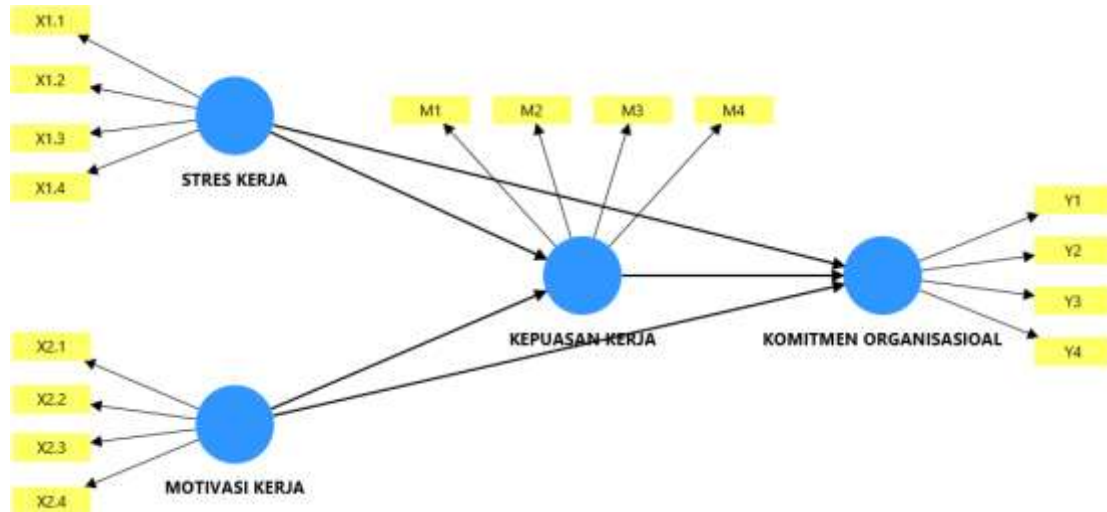 X1.1
X1.2
X1.3
X1.4
STRES KERJA
M1
M2
M3
M4
KEPUASAN KERJA
KOMITMEN ORGANISASIOAL
Y1
Y2
Y3
Y4
X2.1
X2.2
X2.3
X2.4
MOTIVASI KERJA